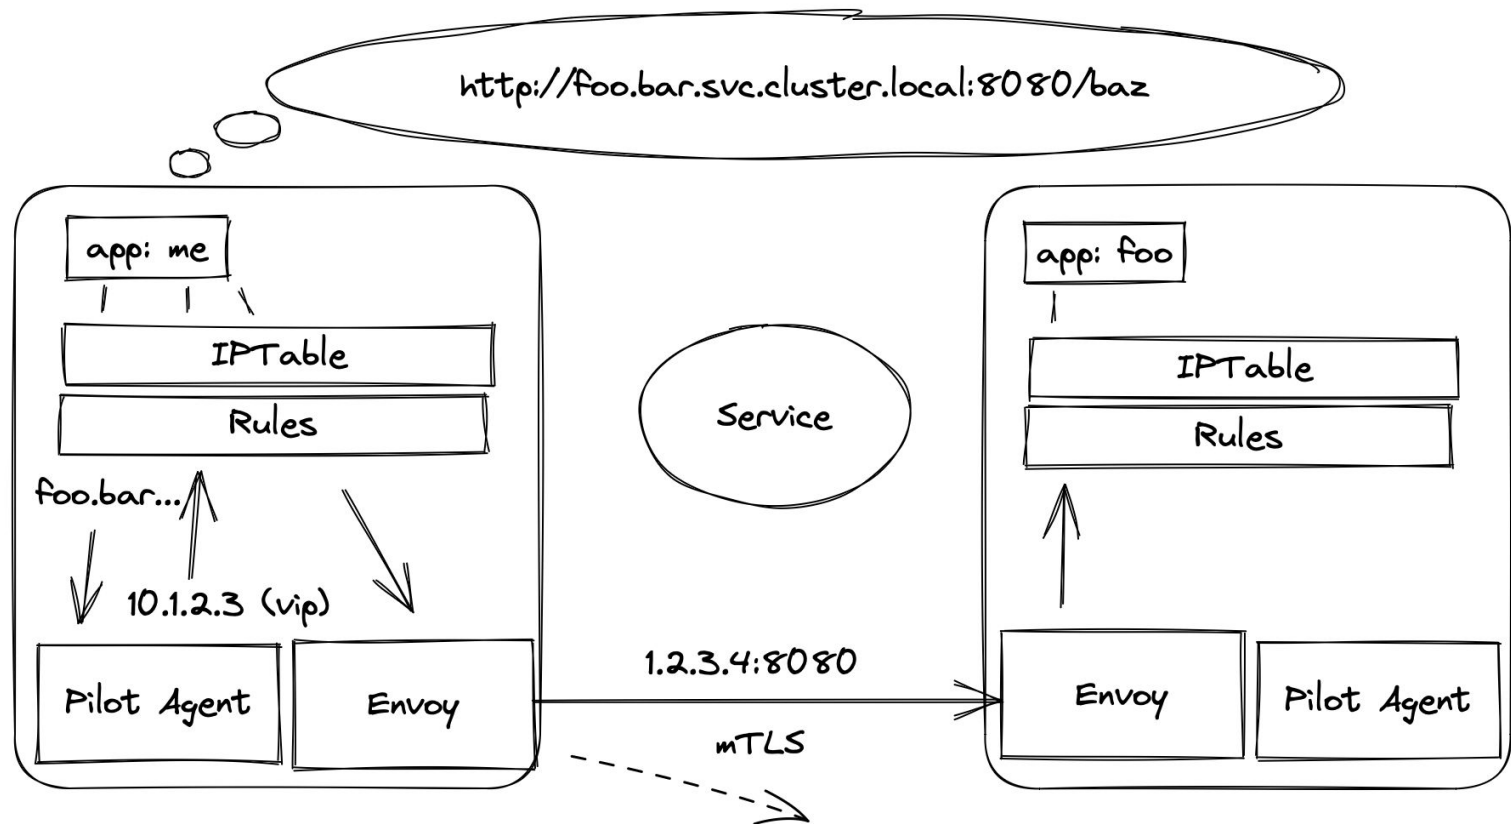 http://foo.bar.svc.cluster.local:8080/baz
app: me
IPTable
Rules
foo.bar...
10.1.2.3 (vip)
Pilot Agent
Envoy
Service
1.2.3.4:8080
mTLS
app: foo
IPTable
Rules
Envoy
Pilot Agent